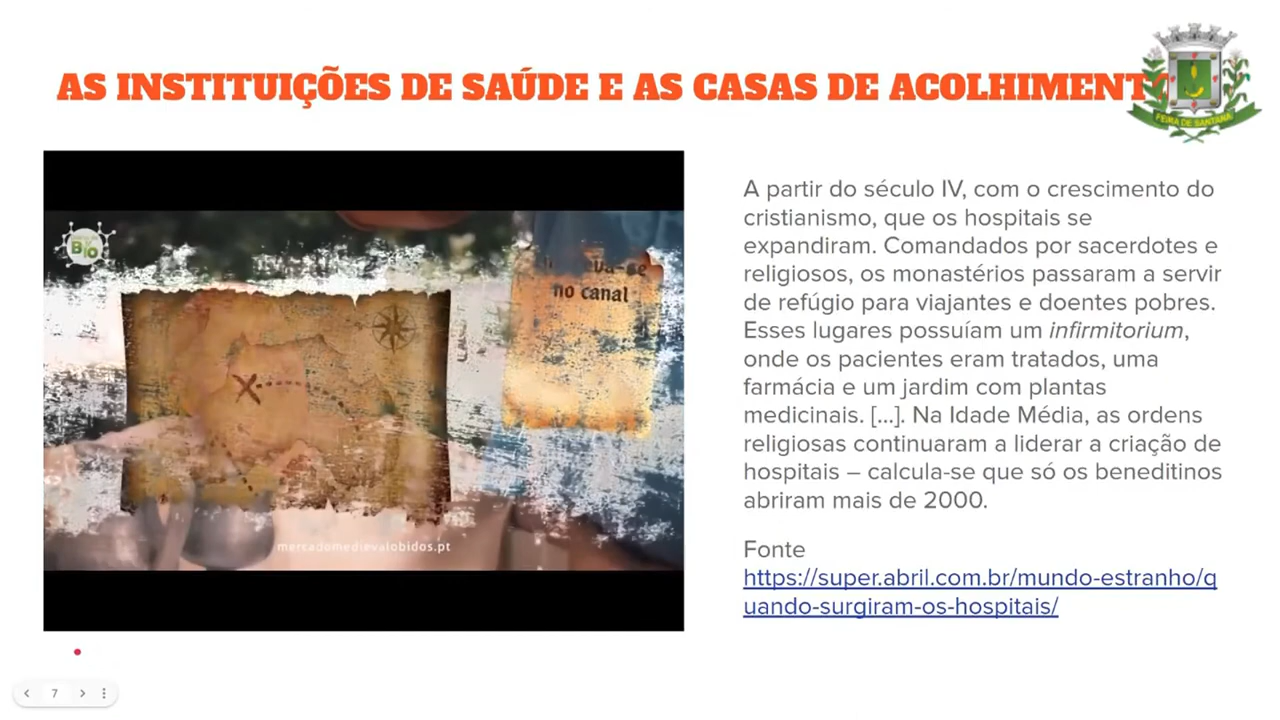 AS INSTITUIÇÕES DE SAÚDE E AS CASAS DE ACOLHIMENTO
FEIRA DE SANTANA
A partir do século IV, com o crescimento do
cristianismo, que os hospitais se
expandiram. Comandados por sacerdotes e
religiosos, os monastérios passaram a servir
de refúgio para viajantes e doentes pobres.
Esses lugares possuíam um infirmitorium,
onde os pacientes eram tratados, uma
farmácia e um jardim com plantas
medicinais. [...]. Na Idade Média, as ordens
religiosas continuaram a liderar a criação de
hospitais – calcula-se que só os beneditinos
abriram mais de 2000.
Fonte
https://super.abril.com.br/mundo-estranho/q
uando-surgiram-os-hospitais/
Bio
no canal
mercadomedievalobidos.pt
7